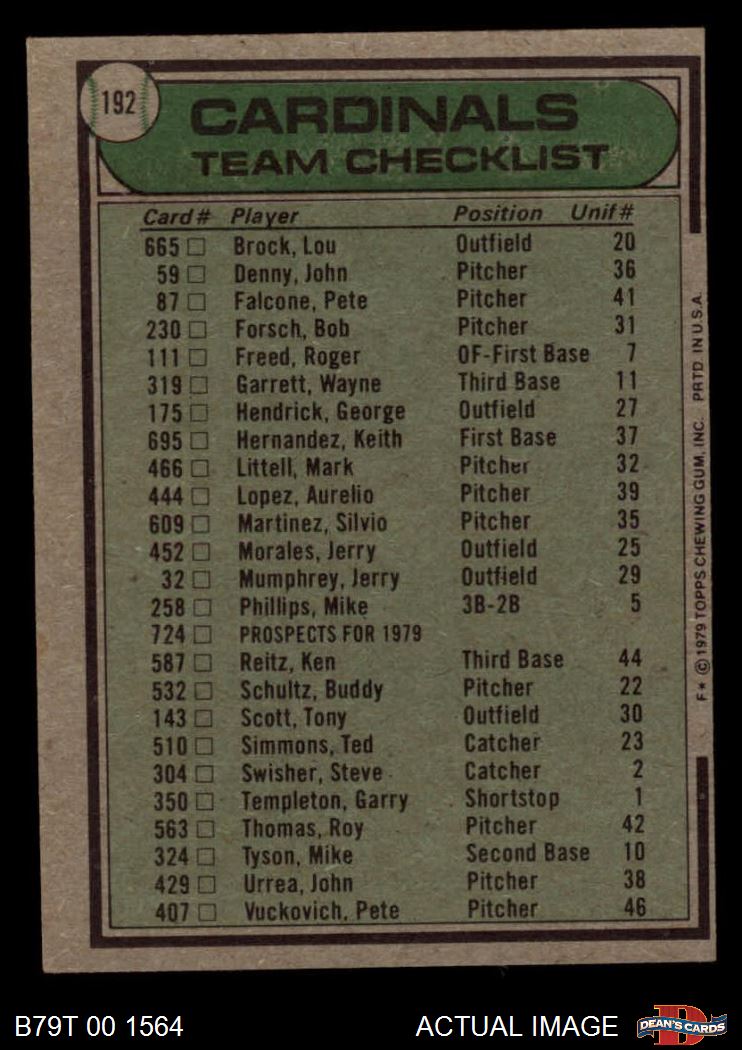 192
CARDINALS
TEAM CHECKLIST
Card # Player Position Unif #
665 Brock, Lou Outfield 20
59 Denny, John Pitcher 36
87 Falcone, Pete Pitcher 41
230 Forsch, Bob Pitcher 31
111 Freed, Roger OF-First Base 7
319 Garrett, Wayne Third Base 11
175 Hendrick, George Outfield 27
695 Hernandez, Keith First Base 37
466 Littell, Mark Pitcher 32
444 Lopez, Aurelio Pitcher 39
609 Martinez, Silvio Pitcher 35
452 Morales, Jerry Outfield 25
32 Mumphrey, Jerry Outfield 29
258 Phillips, Mike 3B-2B 5
724 PROSPECTS FOR 1979
587 Reitz, Ken Third Base 44
532 Schultz, Buddy Pitcher 22
143 Scott, Tony Outfield 30
510 Simmons, Ted Catcher 23
304 Swisher, Steve Catcher 2
350 Templeton, Garry Shortstop 1
563 Thomas, Roy Pitcher 42
324 Tyson, Mike Second Base 10
429 Urrea, John Pitcher 38
407 Vuckovich, Pete Pitcher 46
F★ © 1979 TOPPS CHEWING GUM, INC. PRTD. IN U.S.A.
B79T 00 1564 ACTUAL IMAGE
D
DEAN'S CARDS